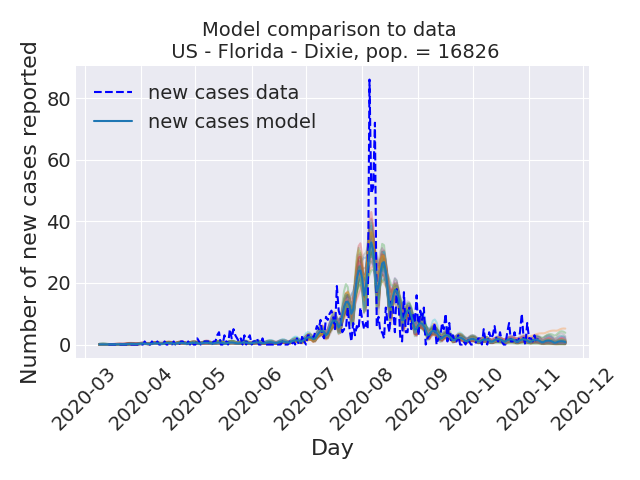 Model comparison to data
US - Florida - Dixie, pop. = 16826
Number of new cases reported
80
60
40
20
0
new cases data
new cases model
2020-03
2020-04
2020-05
2020-06
2020-07
2020-08
2020-09
2020-10
2020-11
2020-12
Day